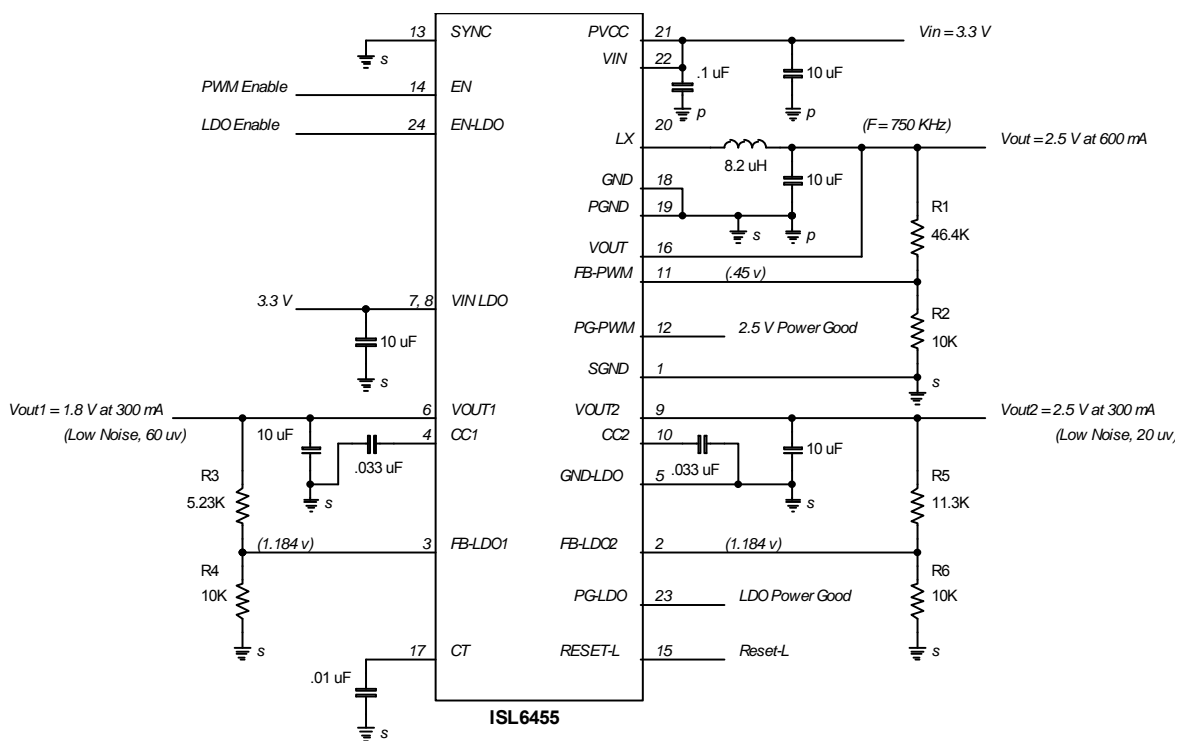 13 SYNC
s
PWM Enable 14 EN
LDO Enable 24 EN-LDO
3.3 V 7, 8 VIN LDO
10 uF
s
Vout1 = 1.8 V at 300 mA 6 VOUT1
(Low Noise, 60 uv) 10 uF 4 CC1
.033 uF
s
R3
5.23K
(1.184 v) 3 FB-LDO1
R4
10K
s
17 CT
.01 uF
s
PVCC 21 Vin = 3.3 V
VIN 22
.1 uF 10 uF
p p
20
LX (F = 750 KHz) Vout = 2.5 V at 600 mA
8.2 uH
10 uF
GND 18
PGND 19
s p
R1
46.4K
VOUT 16
FB-PWM 11 (.45 v)
R2
10K
PG-PWM 12 2.5 V Power Good
SGND 1
s
VOUT2 9 Vout2 = 2.5 V at 300 mA
CC2 10 10 uF (Low Noise, 20 uv)
.033 uF
GND-LDO 5
s
R5
11.3K
FB-LDO2 2 (1.184 v)
R6
10K
s
PG-LDO 23 LDO Power Good
RESET-L 15 Reset-L
ISL6455